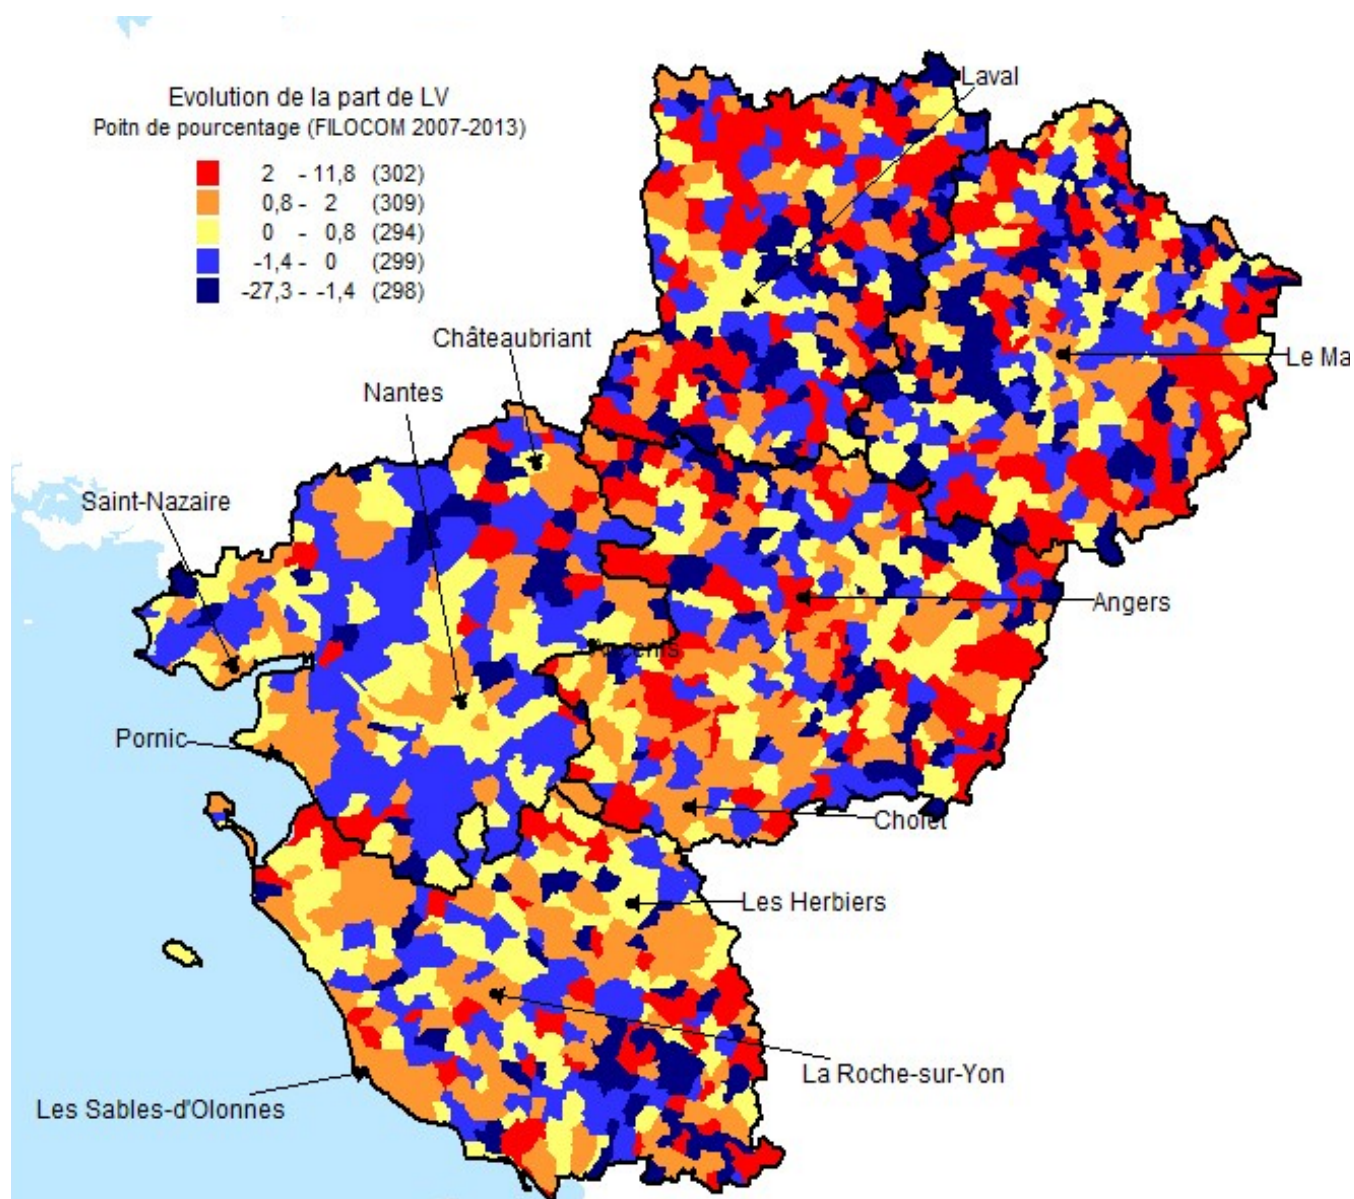 Evolution de la part de LV
Poitn de pourcentage (FILOCOM 2007-2013)
2 - 11,8 (302)
0,8 - 2 (309)
0 - 0,8 (294)
-1,4 - 0 (299)
-27,3 - -1,4 (298)
Laval
Châteaubriant
Le Ma
Nantes
Saint-Nazaire
Angers
Pornic
Cholet
Les Herbiers
La Roche-sur-Yon
Les Sables-d'Olonnes